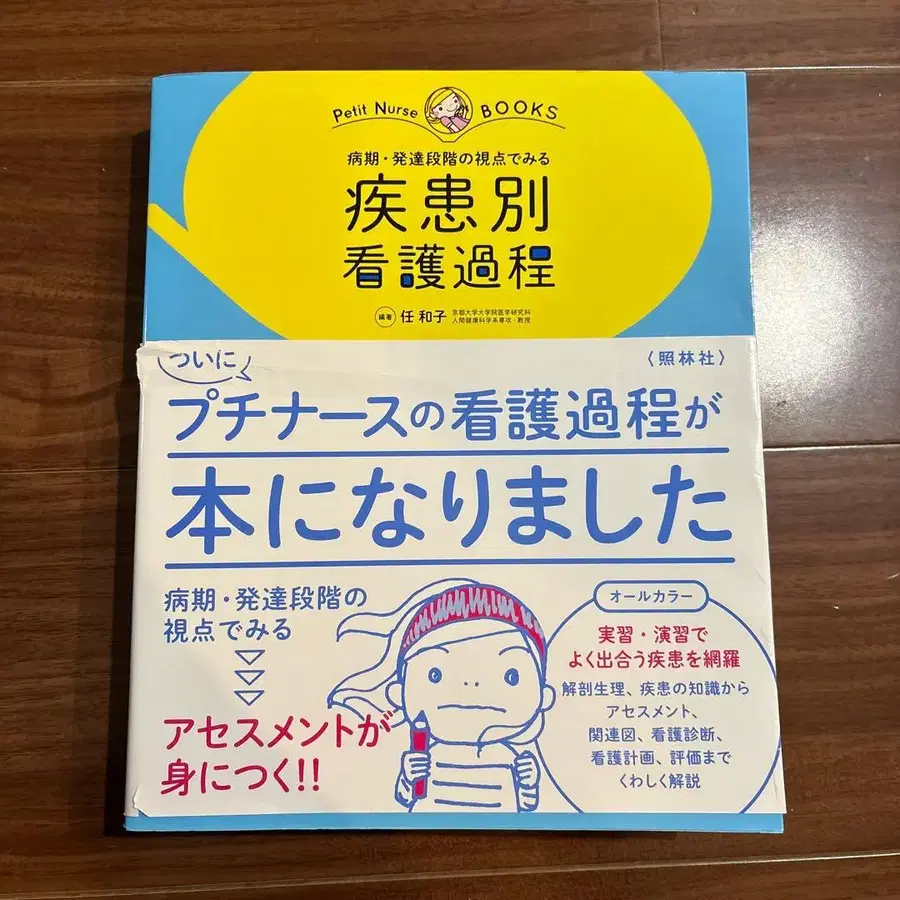 Petit Nurse BOOKS
病期・発達段階の視点でみる
疾患別
看護過程
編著 任 和子 京都大学大学院医学研究科
人間健康科学系専攻・教授
ついに
〈照林社〉
プチナースの看護過程が
本になりました
病期・発達段階の
視点でみる
アセスメントが
身につく!!
オールカラー
実習・演習で
よく出合う疾患を網羅
解剖生理、疾患の知識から
アセスメント、
関連図、看護診断、
看護計画、評価まで
くわしく解説